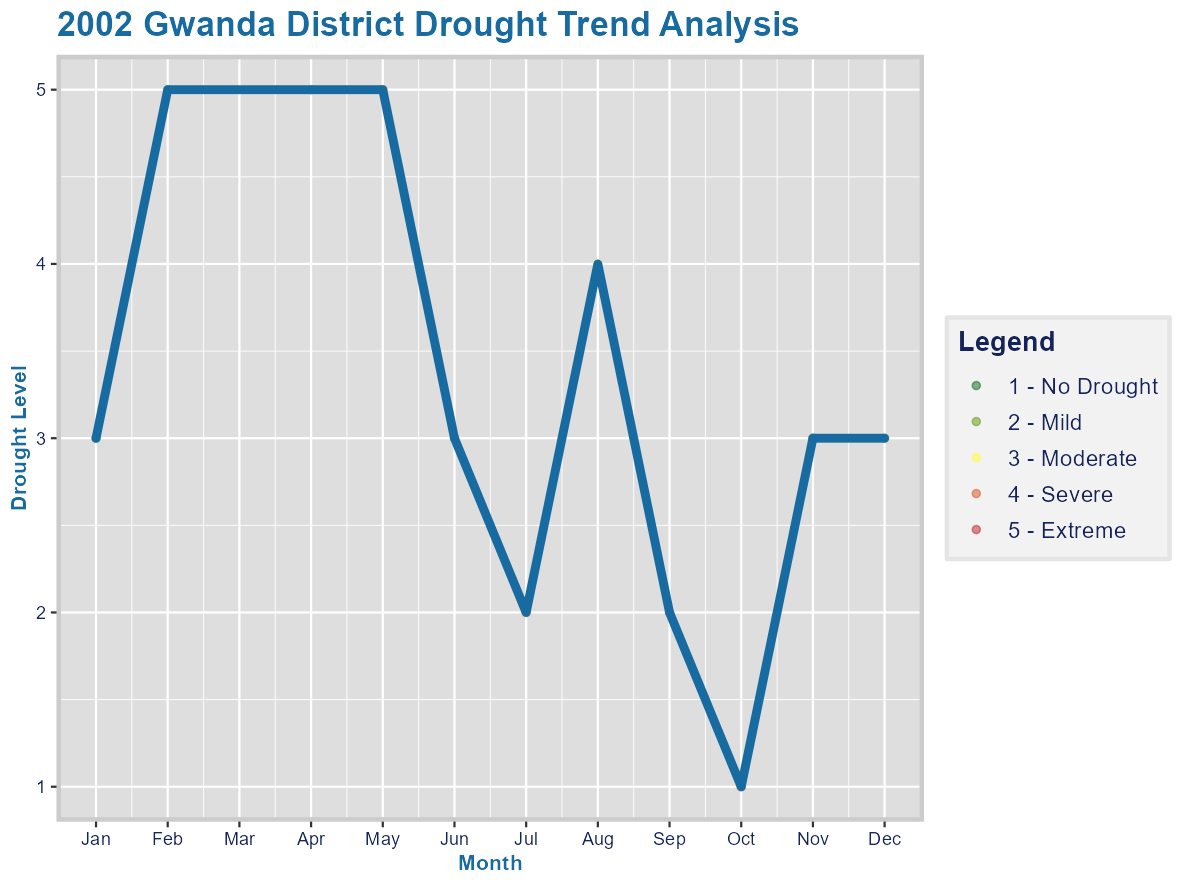 2002 Gwanda District Drought Trend Analysis
Drought Level
5
4
3
2
1
Jan Feb Mar Apr May Jun Jul Aug Sep Oct Nov Dec
Month
Legend
1 - No Drought
2 - Mild
3 - Moderate
4 - Severe
5 - Extreme